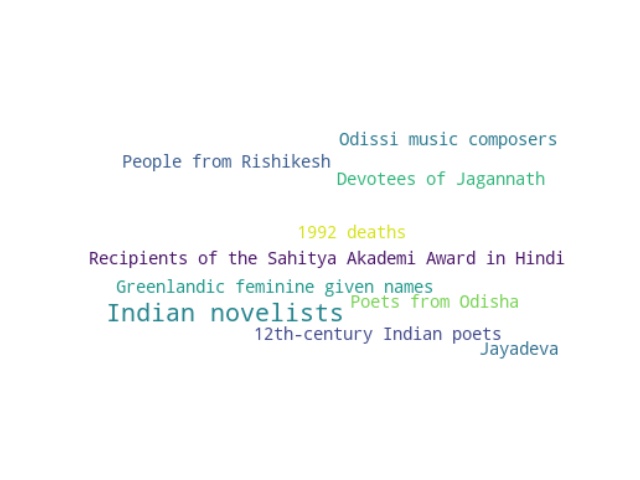 Odissi music composers
People from Rishikesh
Devotees of Jagannath
1992 deaths
Recipients of the Sahitya Akademi Award in Hindi
Greenlandic feminine given names
Poets from Odisha
Indian novelists
12th-century Indian poets
Jayadeva